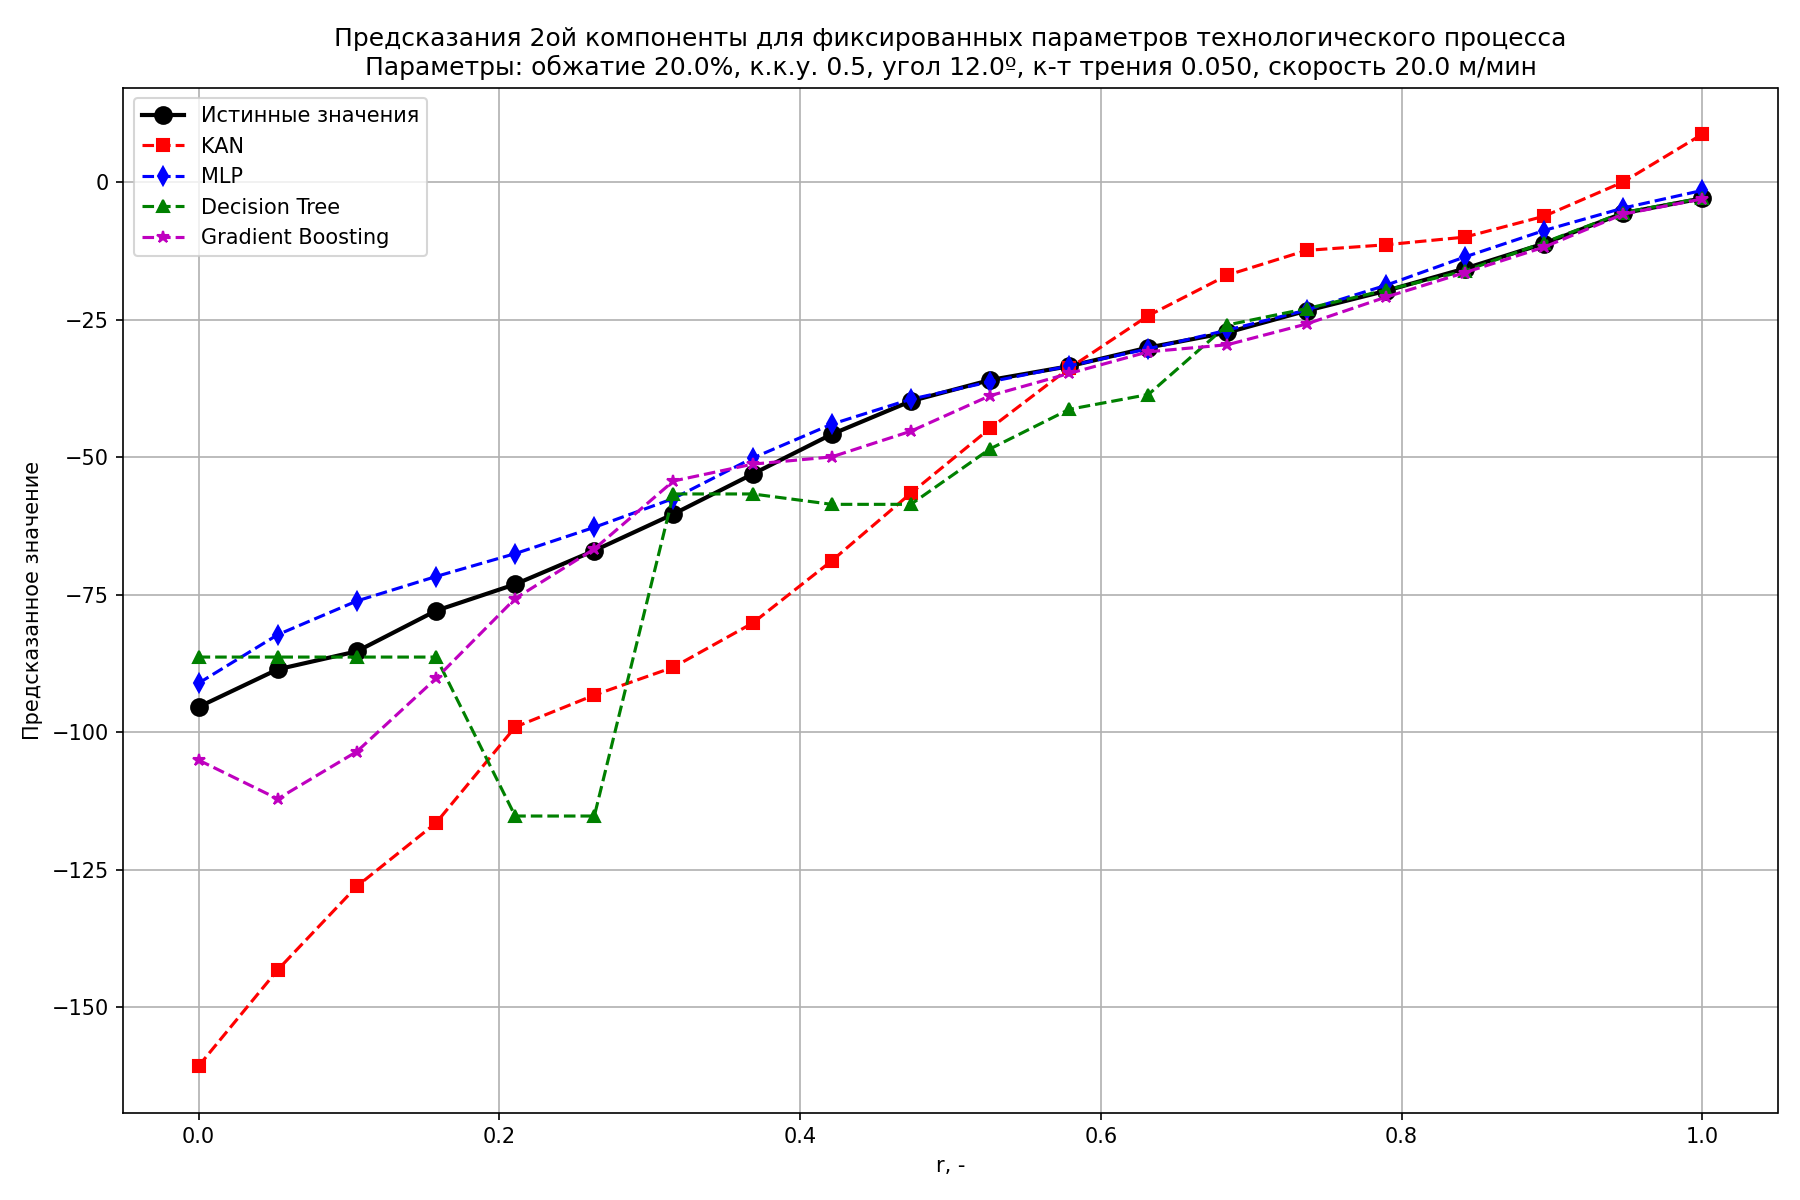 Предсказания 2ой компоненты для фиксированных параметров технологического процесса
Параметры: обжатие 20.0%, к.к.у. 0.5, угол 12.0º, к-т трения 0.050, скорость 20.0 м/мин
Истинные значения
KAN
MLP
Decision Tree
Gradient Boosting
Предсказанное значение
0
−25
−50
−75
−100
−125
−150
0.0 0.2 0.4 0.6 0.8 1.0
r, -